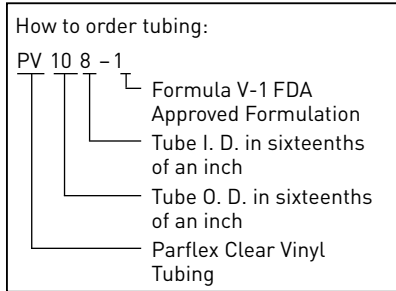 How to order tubing:
PV 10 8 – 1
Formula V-1 FDA
Approved Formulation
Tube I. D. in sixteenths
of an inch
Tube O. D. in sixteenths
of an inch
Parflex Clear Vinyl
Tubing